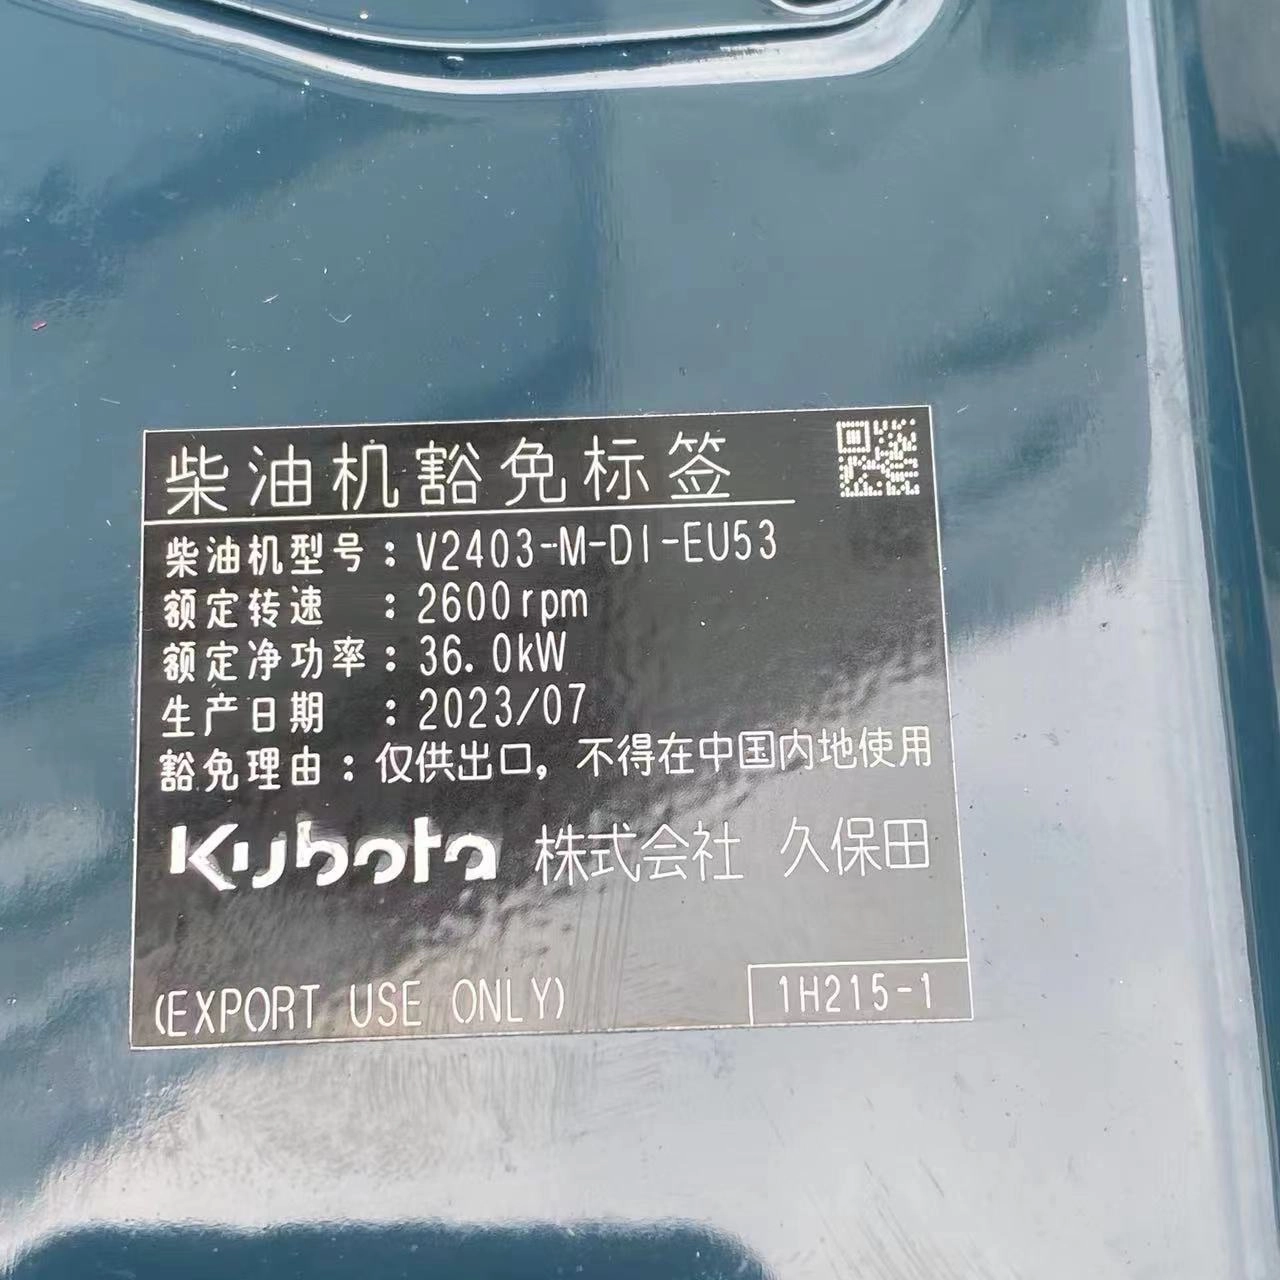 柴油机豁免标签
柴油机型号：V2403-M-DI-EU53
额定转速：2600rpm
额定净功率：36.0kW
生产日期：2023/07
豁免理由：仅供出口，不得在中国内地使用
Kubota 株式会社 久保田
(EXPORT USE ONLY)
1H215-1